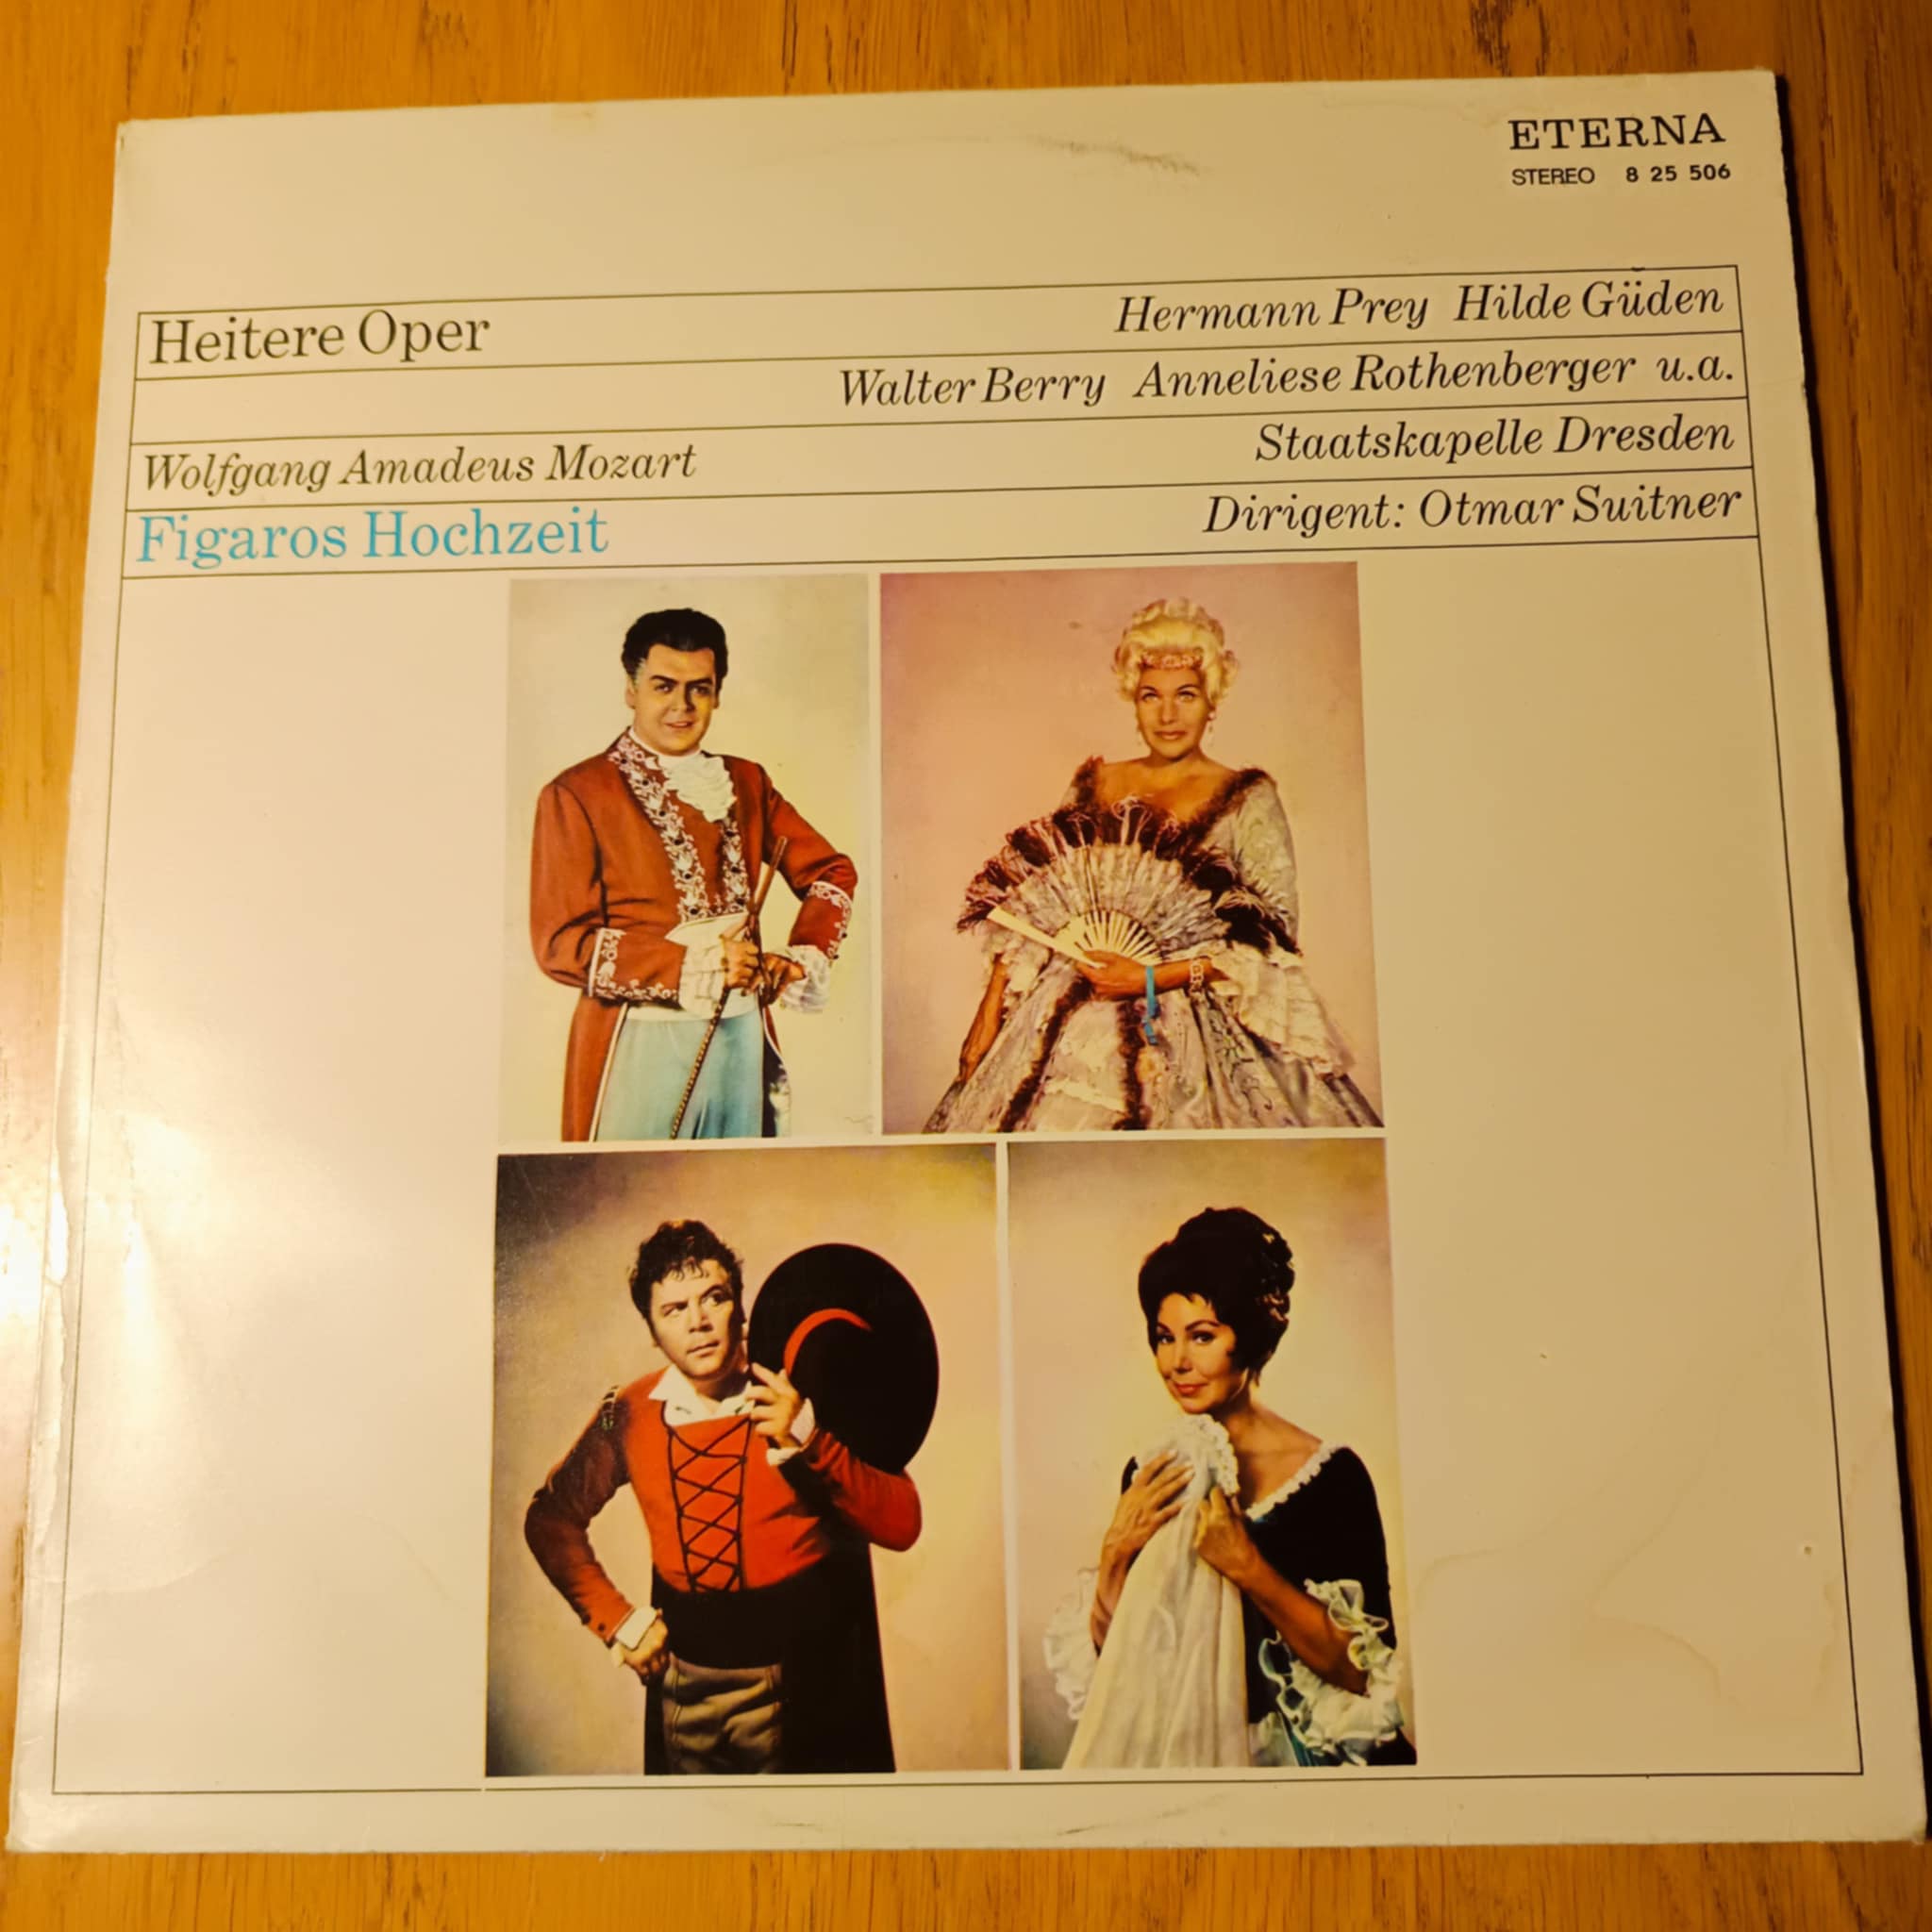 ETERNA
STEREO 8 25 506
Heitere Oper
Hermann Prey Hilde Güden
Walter Berry Anneliese Rothenberger u.a.
Wolfgang Amadeus Mozart
Staatskapelle Dresden
Figaros Hochzeit
Dirigent: Otmar Suitner